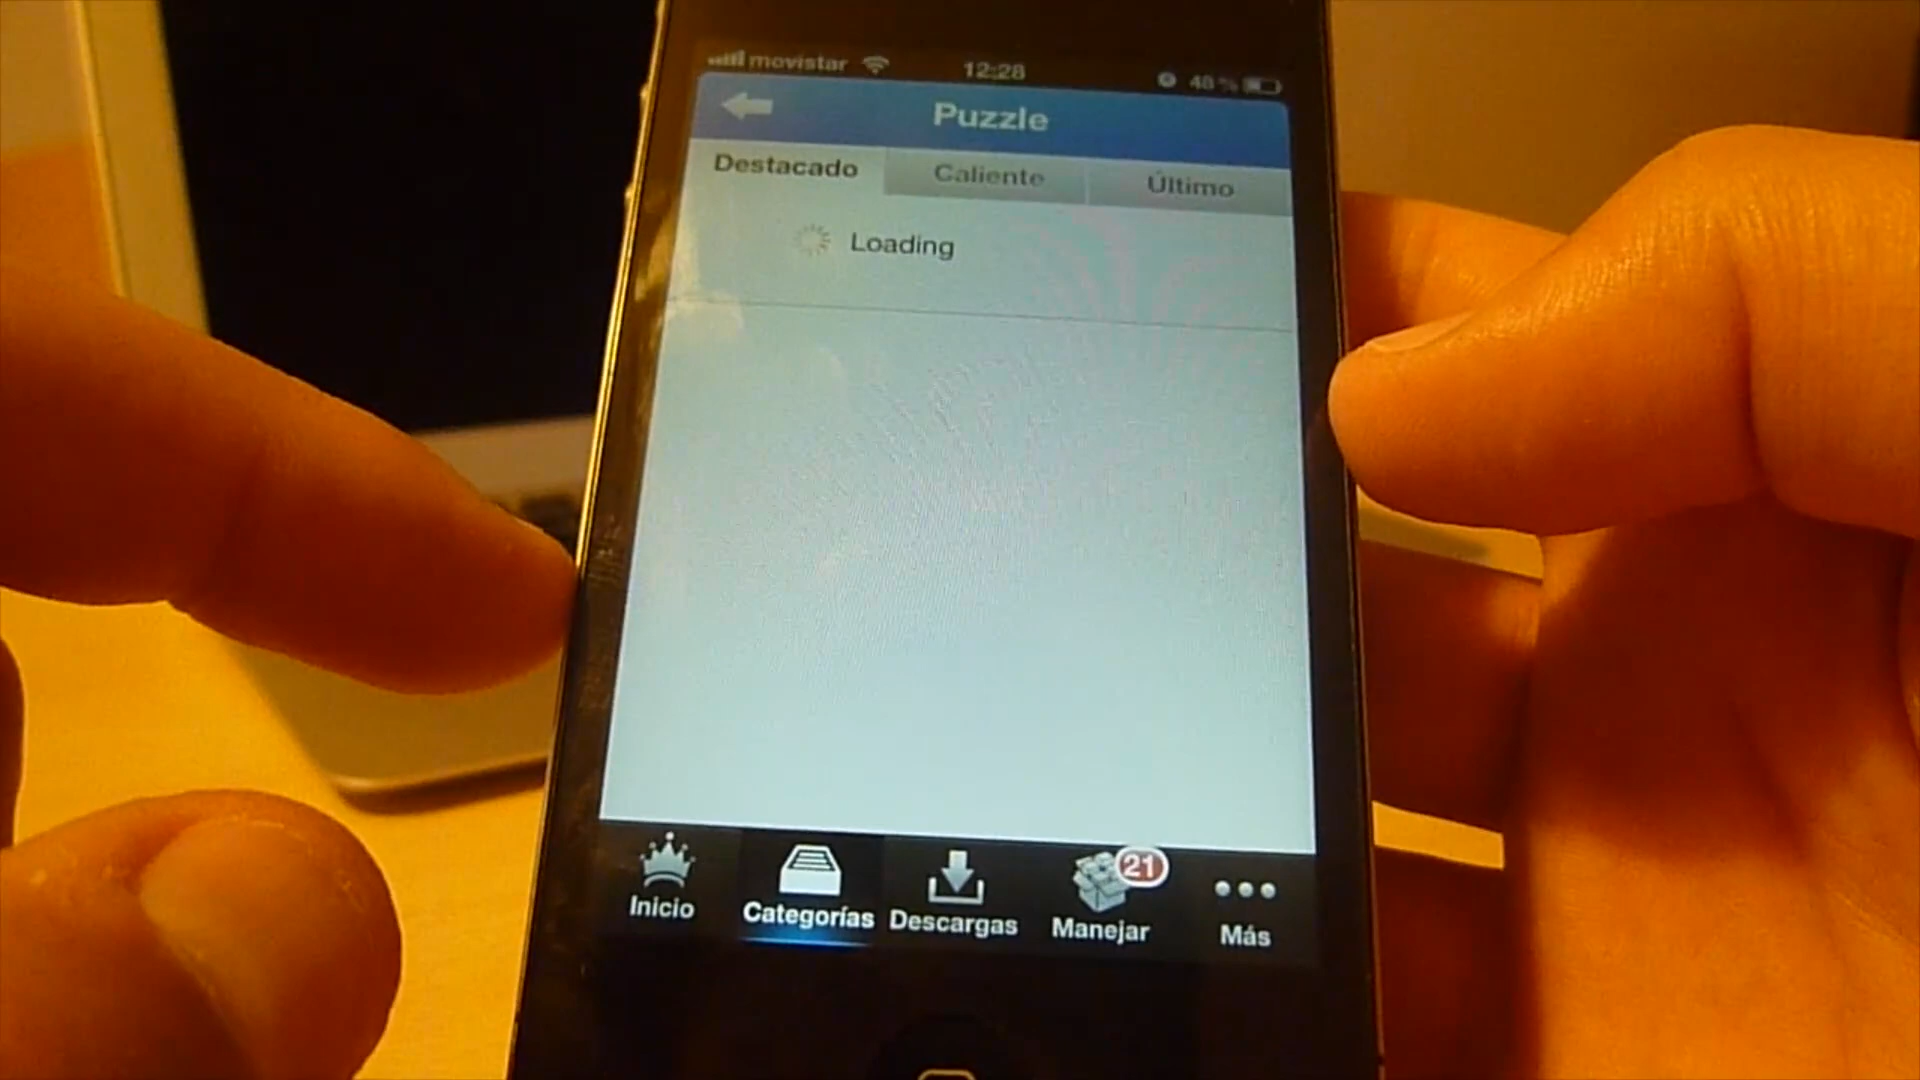 movistar 12:28 48 %
Puzzle
Destacado Caliente Último
Loading
21
Inicio Categorías Descargas Manejar Más